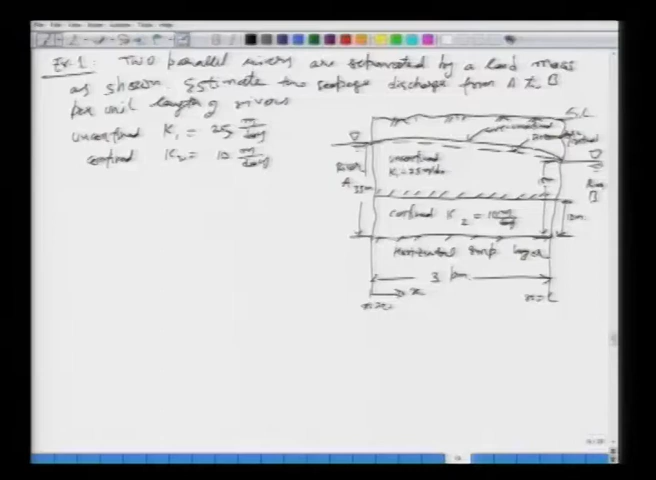 Ex.1: Two parallel rivers are separated by a land mass
as shown. Estimate the seepage discharge from A to B
per unit length of rivers
unconfined K1 = 25 m/day
confined K2 = 10 m/day
G.L
River
A
unconfined
K1 = 25 m/day
River
B
confined K2 = 10 m/day
10m
Horizontal imp layer
3 km
x
x=L